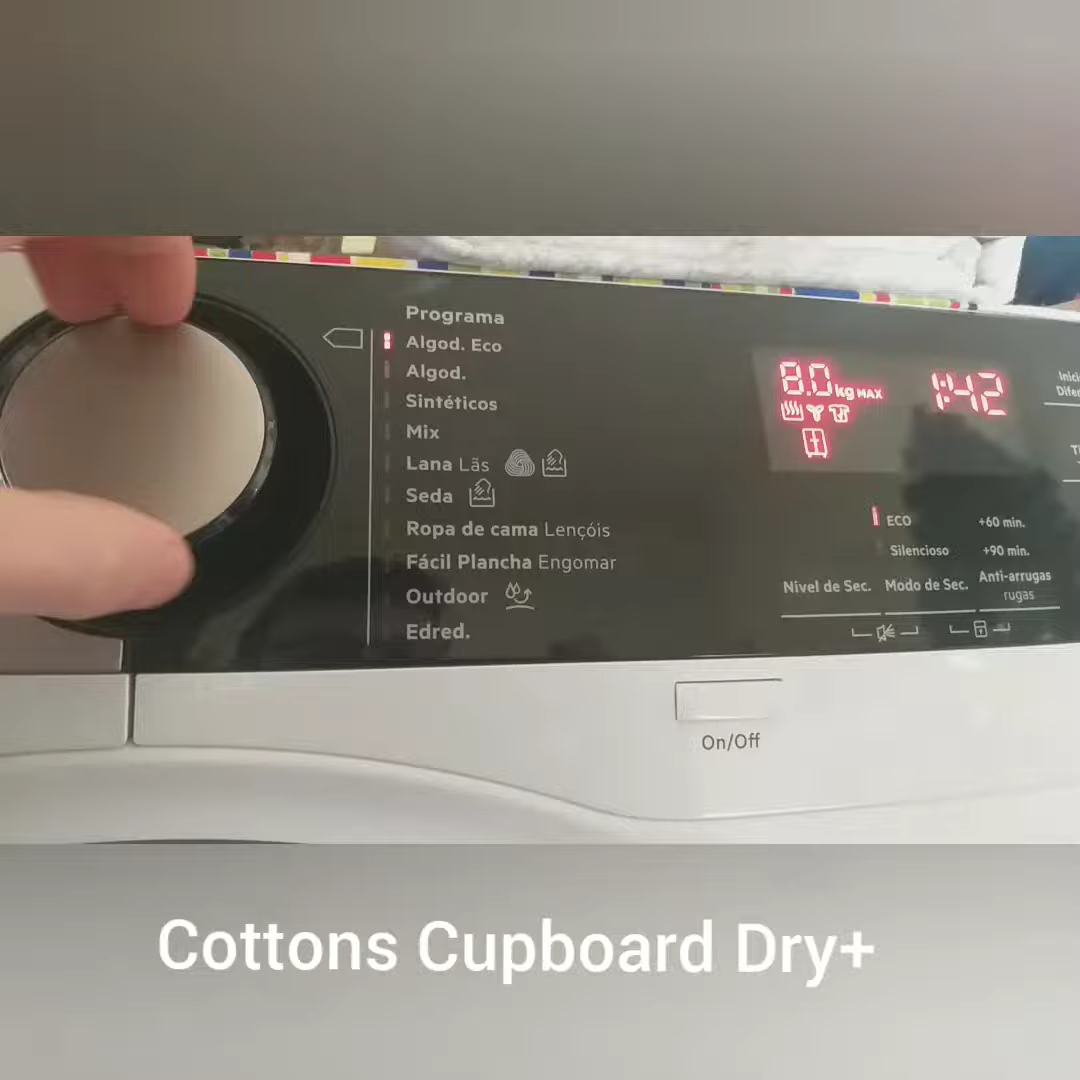 Programa
Algod. Eco
Algod.
Sintéticos
Mix
Lana Lãs
Seda
Ropa de cama Lençóis
Fácil Plancha Engomar
Outdoor
Edred.
8.0 kg MAX
1:42
ECO
Silencioso
+60 min.
+90 min.
Nivel de Sec.
Modo de Sec.
Anti-arrugas
rugas
On/Off
Cottons Cupboard Dry+